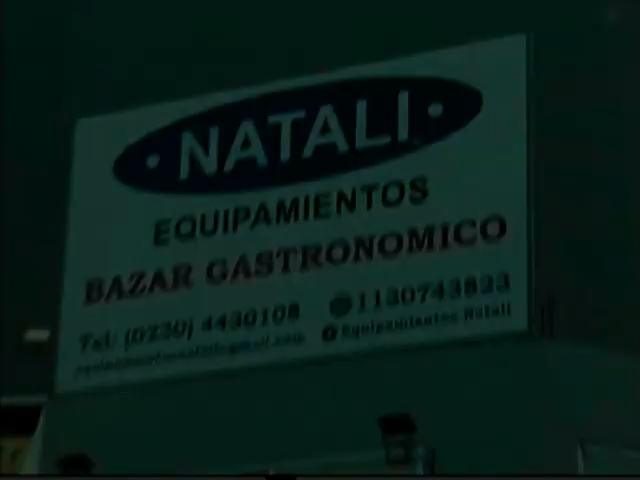 • NATALI •
EQUIPAMIENTOS
BAZAR GASTRONOMICO
Tel: (0230) 4430108 1130743823
Equipamientos Natali